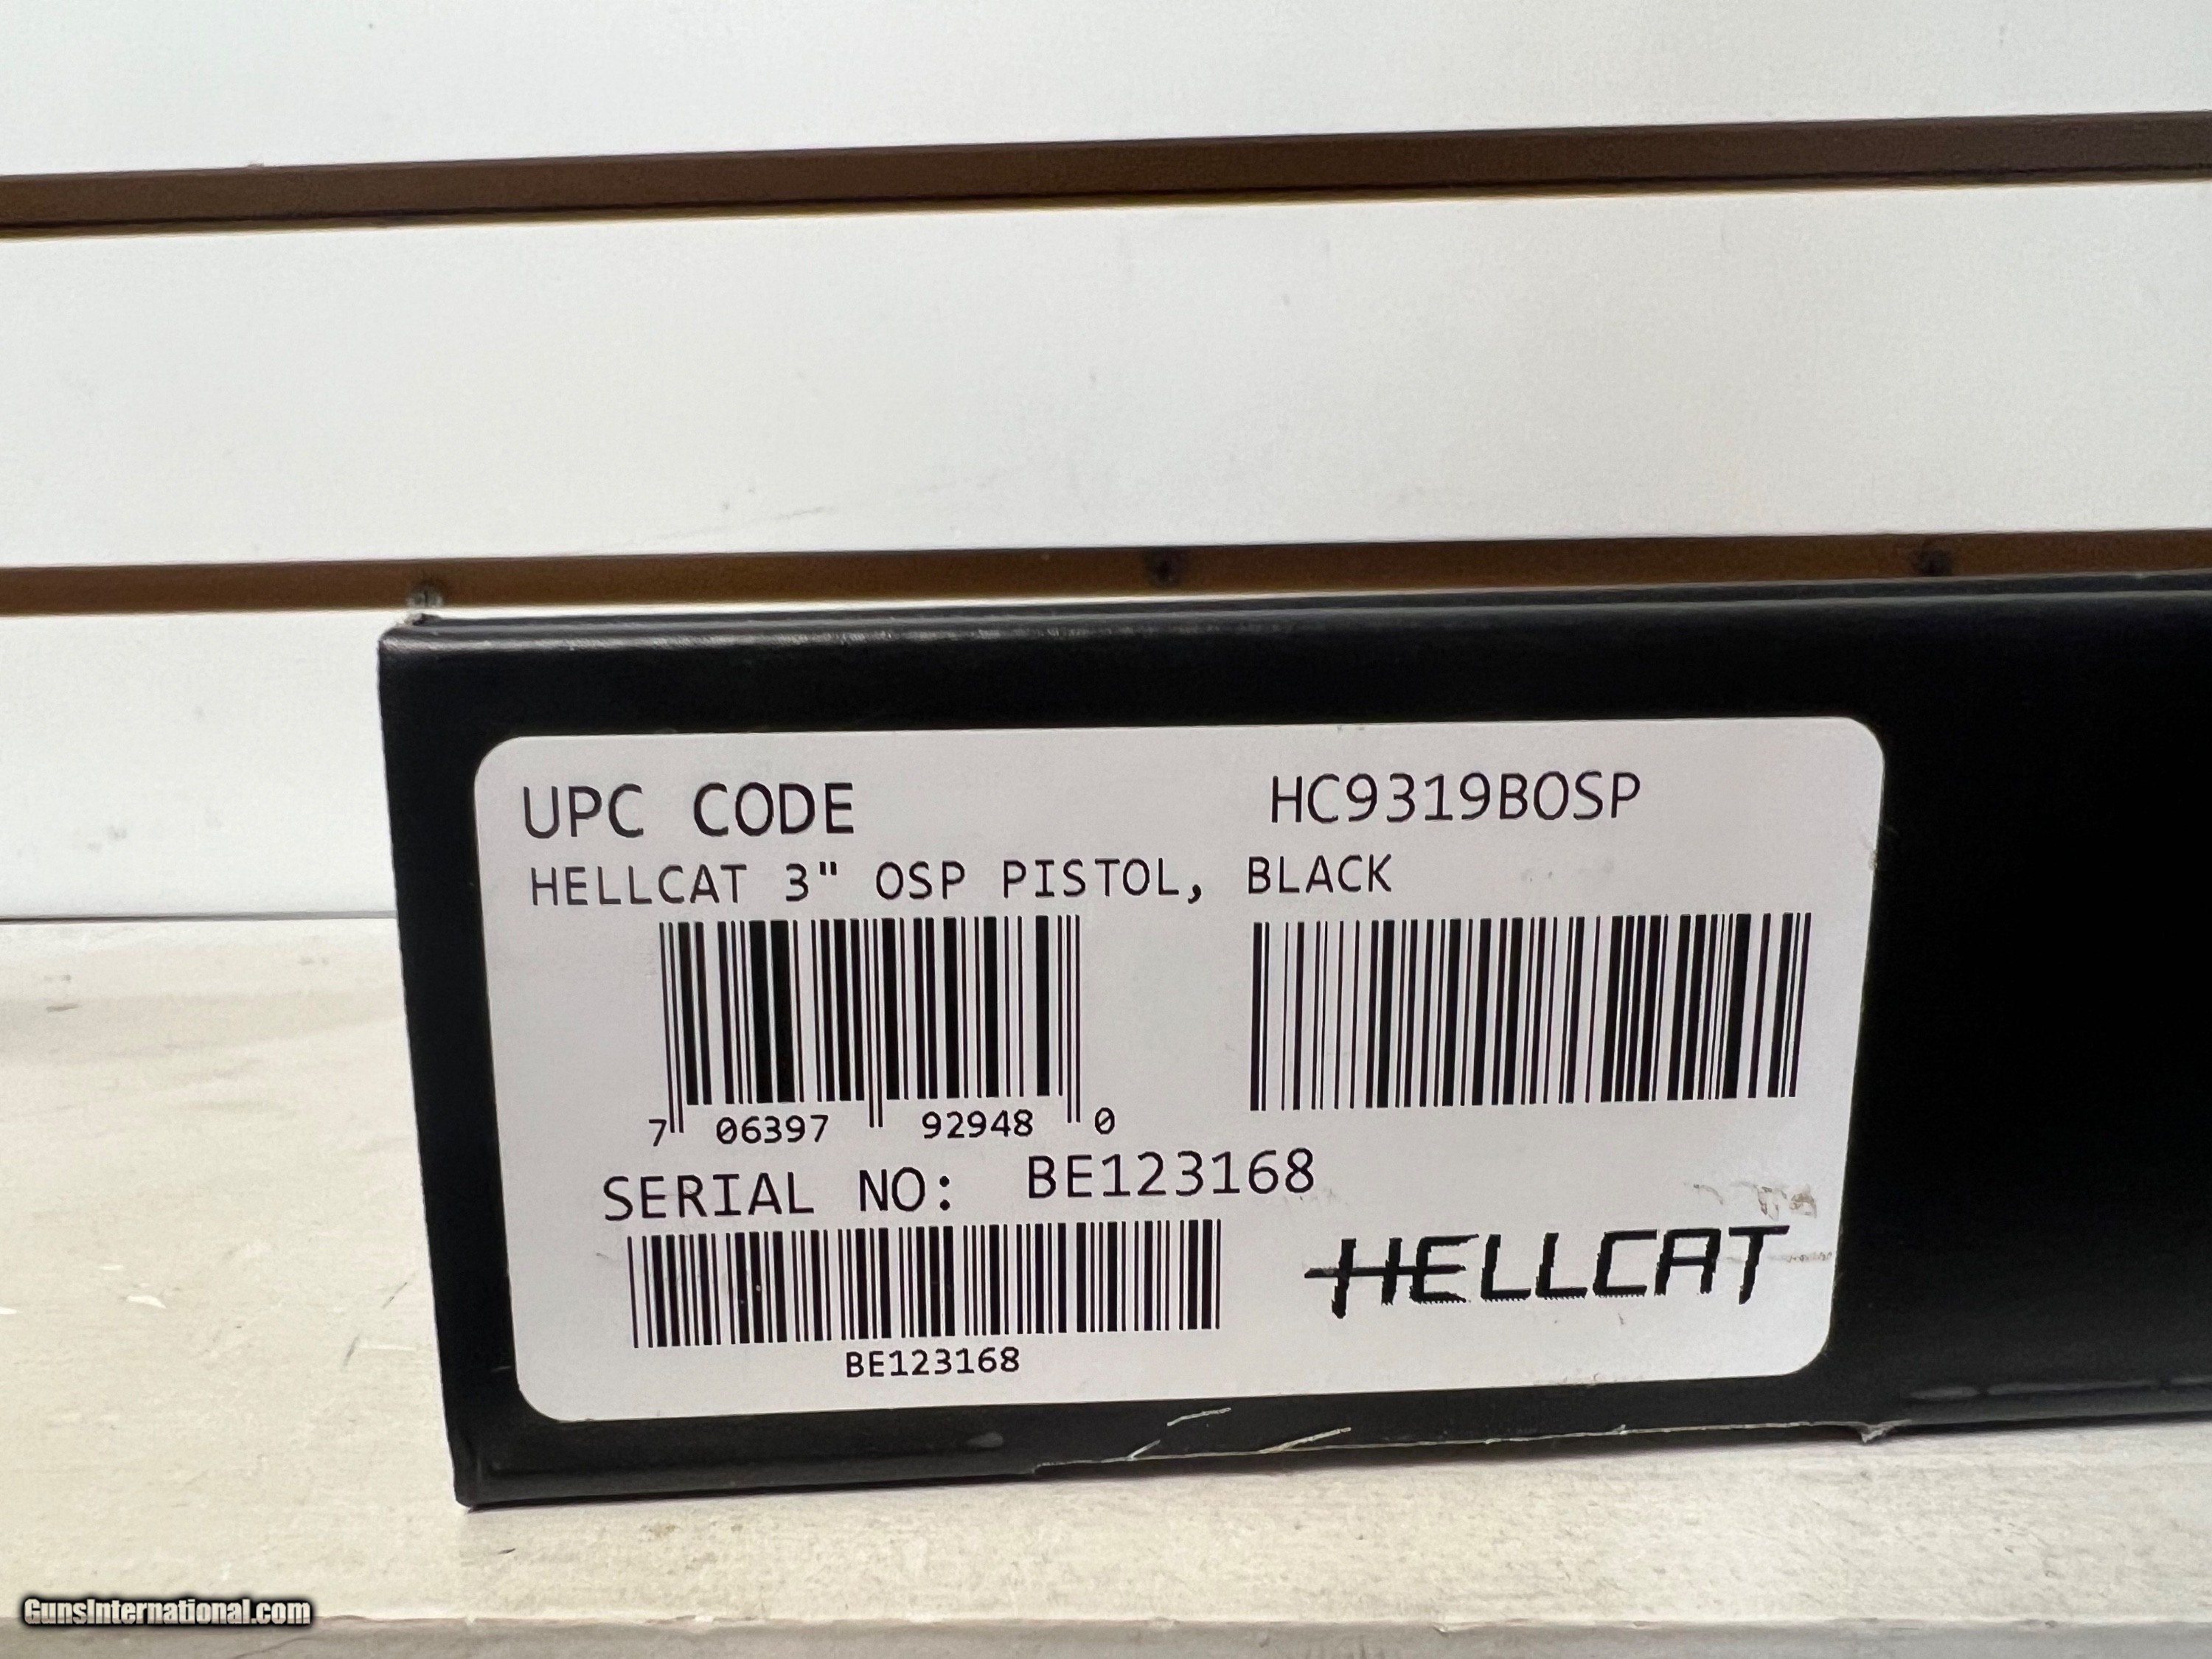 UPC CODE HC9319BOSP
HELLCAT 3" OSP PISTOL, BLACK
7 06397 92948 0
SERIAL NO: BE123168
HELLCAT
BE123168
GunsInternational.com